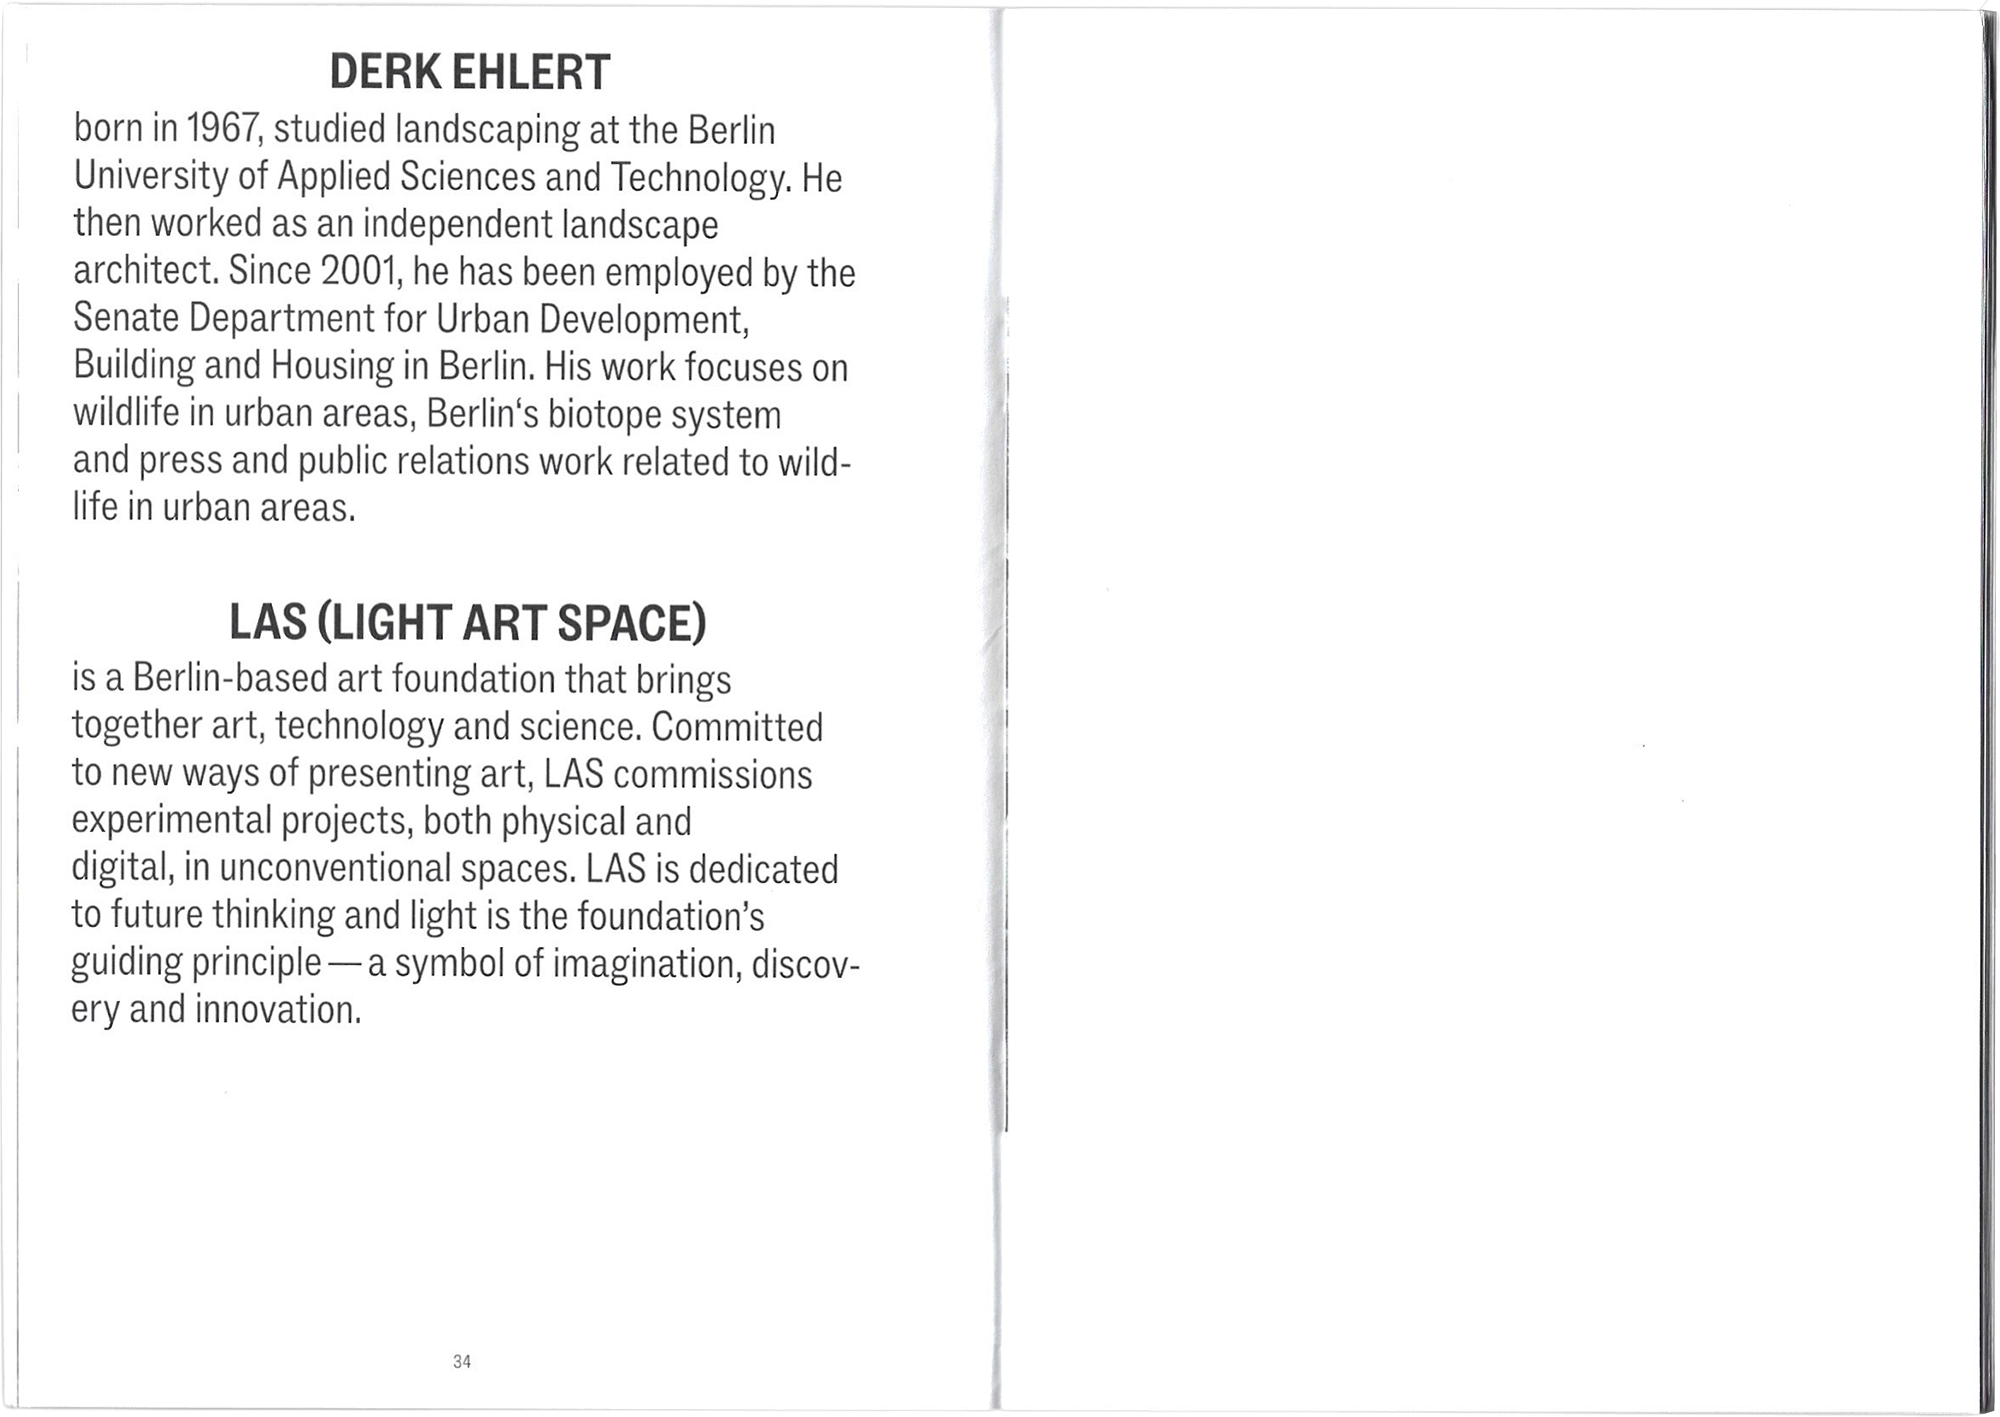 DERK EHLERT
born in 1967, studied landscaping at the Berlin
University of Applied Sciences and Technology. He
then worked as an independent landscape
architect. Since 2001, he has been employed by the
Senate Department for Urban Development,
Building and Housing in Berlin. His work focuses on
wildlife in urban areas, Berlin‘s biotope system
and press and public relations work related to wild-
life in urban areas.
LAS (LIGHT ART SPACE)
is a Berlin-based art foundation that brings
together art, technology and science. Committed
to new ways of presenting art, LAS commissions
experimental projects, both physical and
digital, in unconventional spaces. LAS is dedicated
to future thinking and light is the foundation’s
guiding principle — a symbol of imagination, discov-
ery and innovation.
34